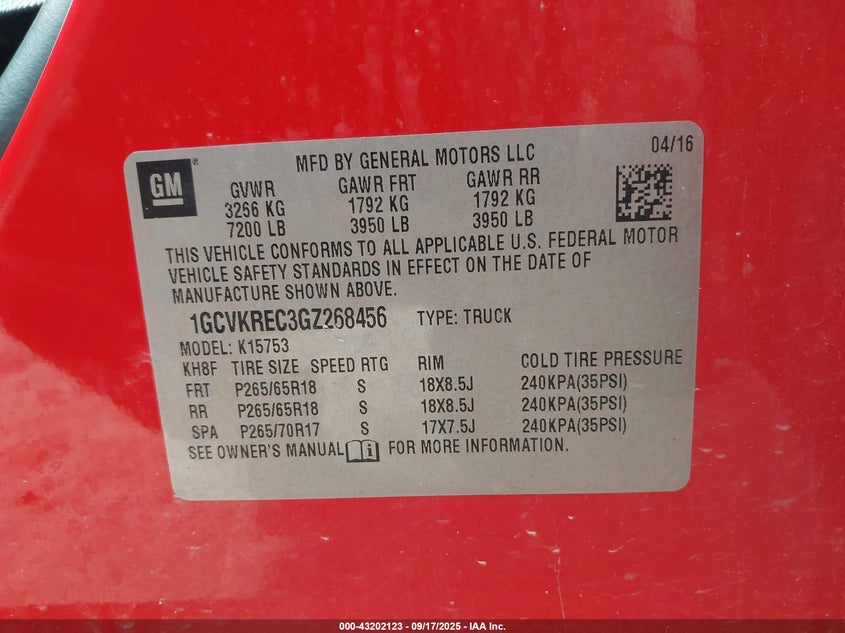 GM
®
MFD BY GENERAL MOTORS LLC
04/16
GVWR GAWR FRT GAWR RR
3266 KG 1792 KG 1792 KG
7200 LB 3950 LB 3950 LB
THIS VEHICLE CONFORMS TO ALL APPLICABLE U.S. FEDERAL MOTOR
VEHICLE SAFETY STANDARDS IN EFFECT ON THE DATE OF
MANUFACTURE SHOWN ABOVE.
1GCVKREC3GZ268456 TYPE: TRUCK
MODEL: K15753
KH8F TIRE SIZE SPEED RTG RIM COLD TIRE PRESSURE
FRT P265/65R18 S 18X8.5J 240KPA(35PSI)
RR P265/65R18 S 18X8.5J 240KPA(35PSI)
SPA P265/70R17 S 17X7.5J 240KPA(35PSI)
SEE OWNER'S MANUAL i FOR MORE INFORMATION.
000-43202123 - 09/17/2025 - IAA Inc.